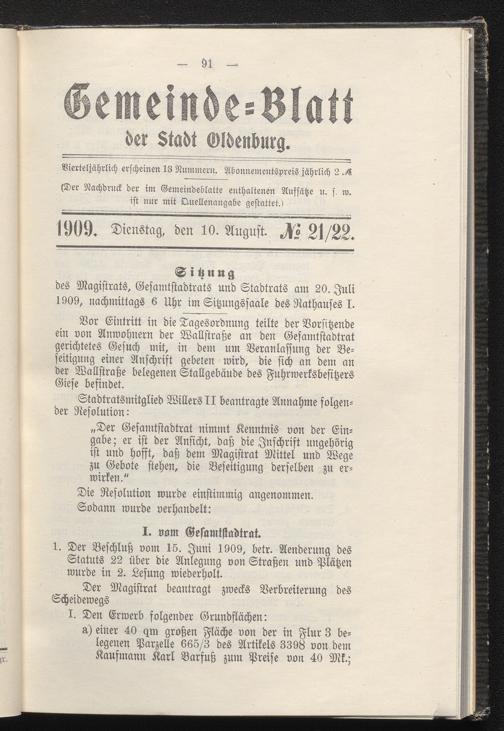 — 91 —
Gemeinde=Blatt
der Stadt Oldenburg.
Vierteljährlich erscheinen 13 Nummern. Abonnementspreis jährlich 2 ℳ
(Der Nachdruck der im Gemeindeblatte enthaltenen Aufsätze u. s. w.
ist nur mit Quellenangabe gestattet.)
1909. Dienstag, den 10. August. № 21/22.
Sitzung
des Magistrats, Gesamtstadtrats und Stadtrats am 20. Juli
1909, nachmittags 6 Uhr im Sitzungssaale des Rathauses I.
Vor Eintritt in die Tagesordnung teilte der Vorsitzende
ein von Anwohnern der Wallstraße an den Gesamtstadtrat
gerichtetes Gesuch mit, in dem um Veranlassung der Be-
seitigung einer Anschrift gebeten wird, die sich an dem an
der Wallstraße belegenen Stallgebäude des Fuhrwerksbesitzers
Giese befindet.
Stadtratsmitglied Willers II beantragte Annahme folgen-
der Resolution:
„Der Gesamtstadtrat nimmt Kenntnis von der Ein-
gabe; er ist der Ansicht, daß die Inschrift ungehörig
ist und hofft, daß dem Magistrat Mittel und Wege
zu Gebote stehen, die Beseitigung derselben zu er-
wirken.“
Die Resolution wurde einstimmig angenommen.
Sodann wurde verhandelt:
I. vom Gesamtstadtrat.
1. Der Beschluß vom 15. Juni 1909, betr. Aenderung des
Statuts 22 über die Anlegung von Straßen und Plätzen
wurde in 2. Lesung wiederholt.
Der Magistrat beantragt zwecks Verbreiterung des
Scheidewegs
I. Den Erwerb folgender Grundflächen:
a) einer 40 qm großen Fläche von der in Flur 3 be-
legenen Parzelle 665/3 des Artikels 3398 von dem
Kaufmann Karl Barfuß zum Preise von 40 Mk.;